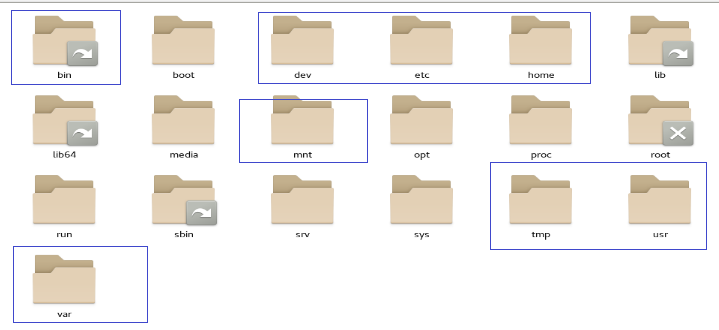 bin boot dev etc home lib
lib64 media mnt opt proc root
run sbin srv sys tmp usr
var